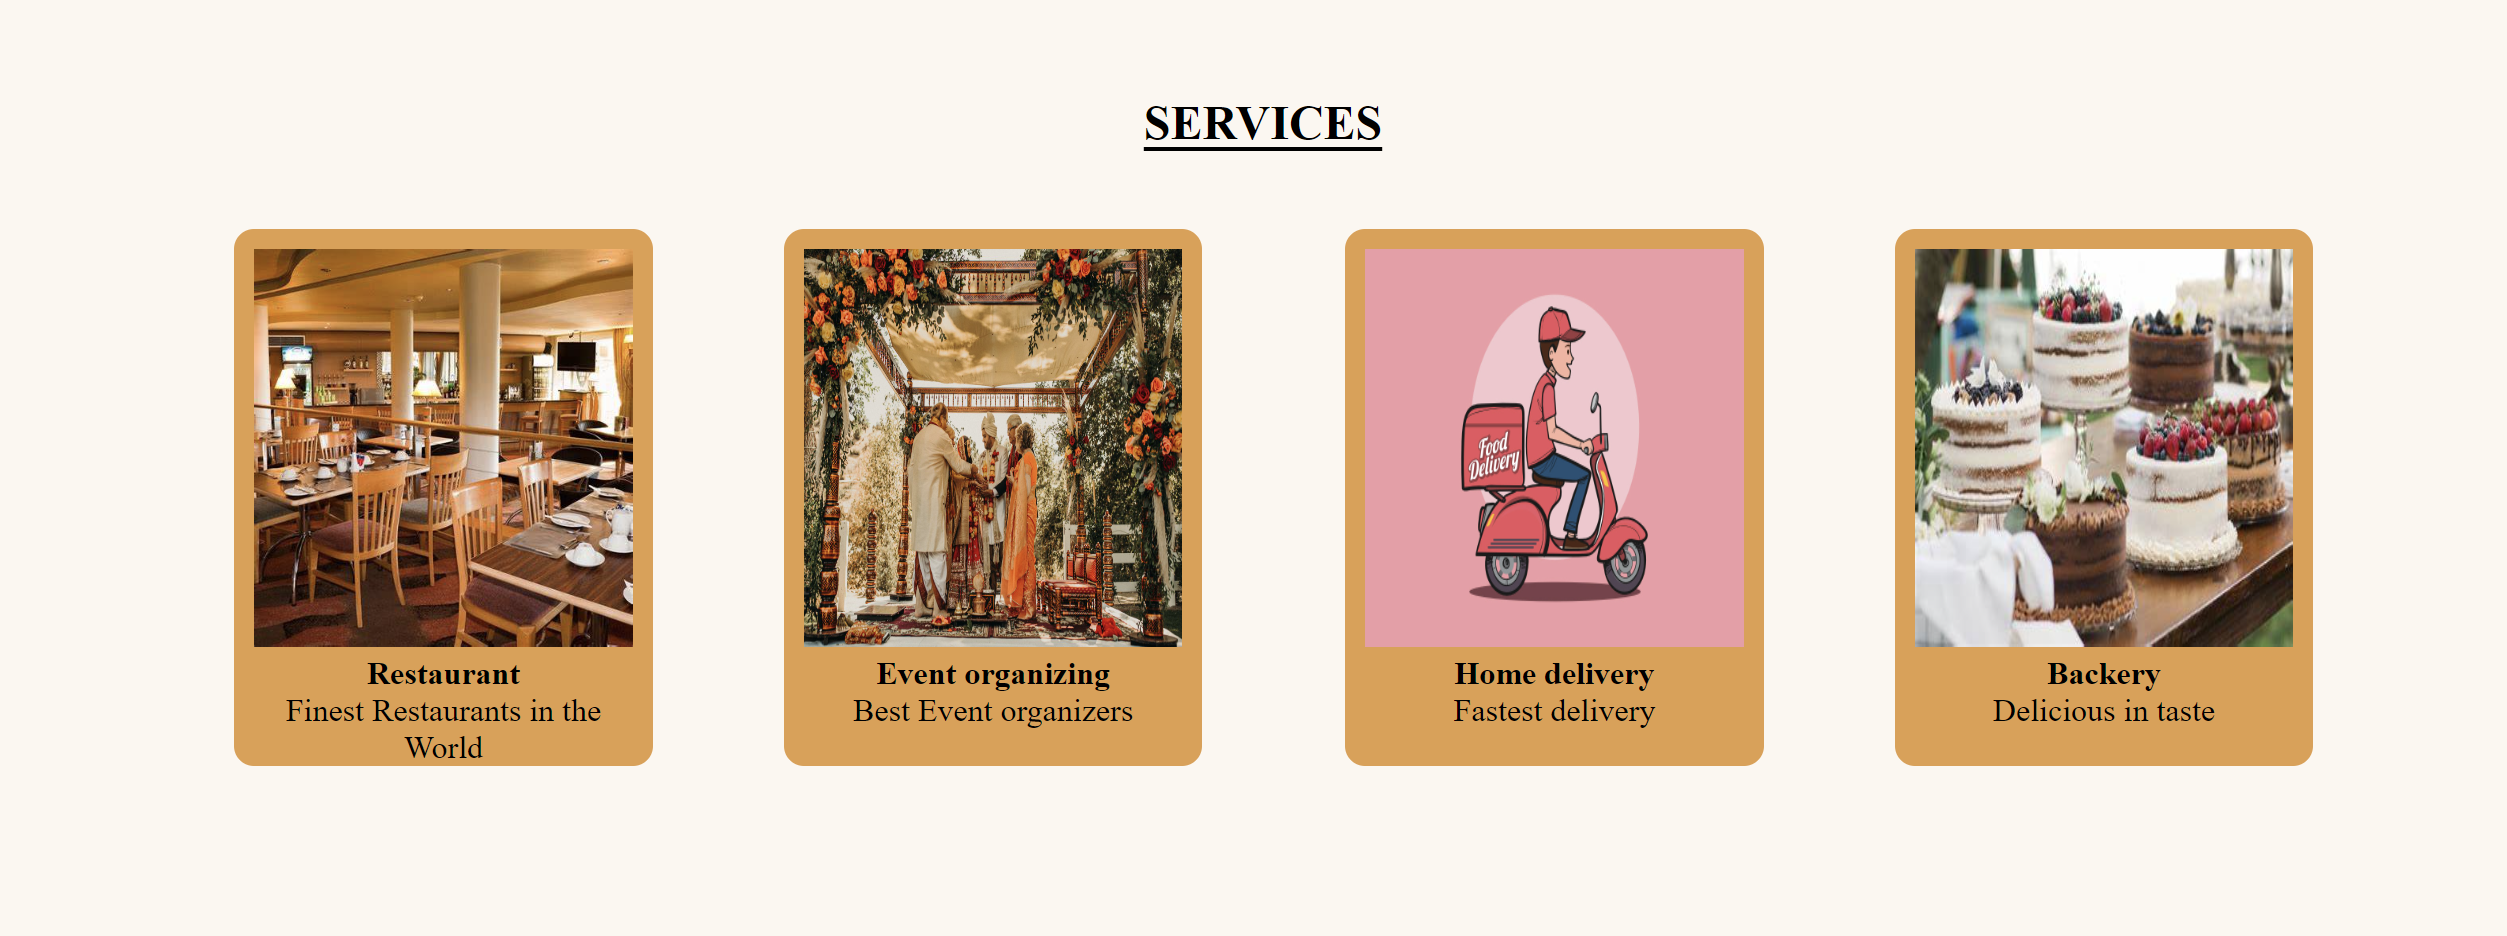 SERVICES
Food
Delivery
Restaurant
Finest Restaurants in the
World
Event organizing
Best Event organizers
Home delivery
Fastest delivery
Backery
Delicious in taste